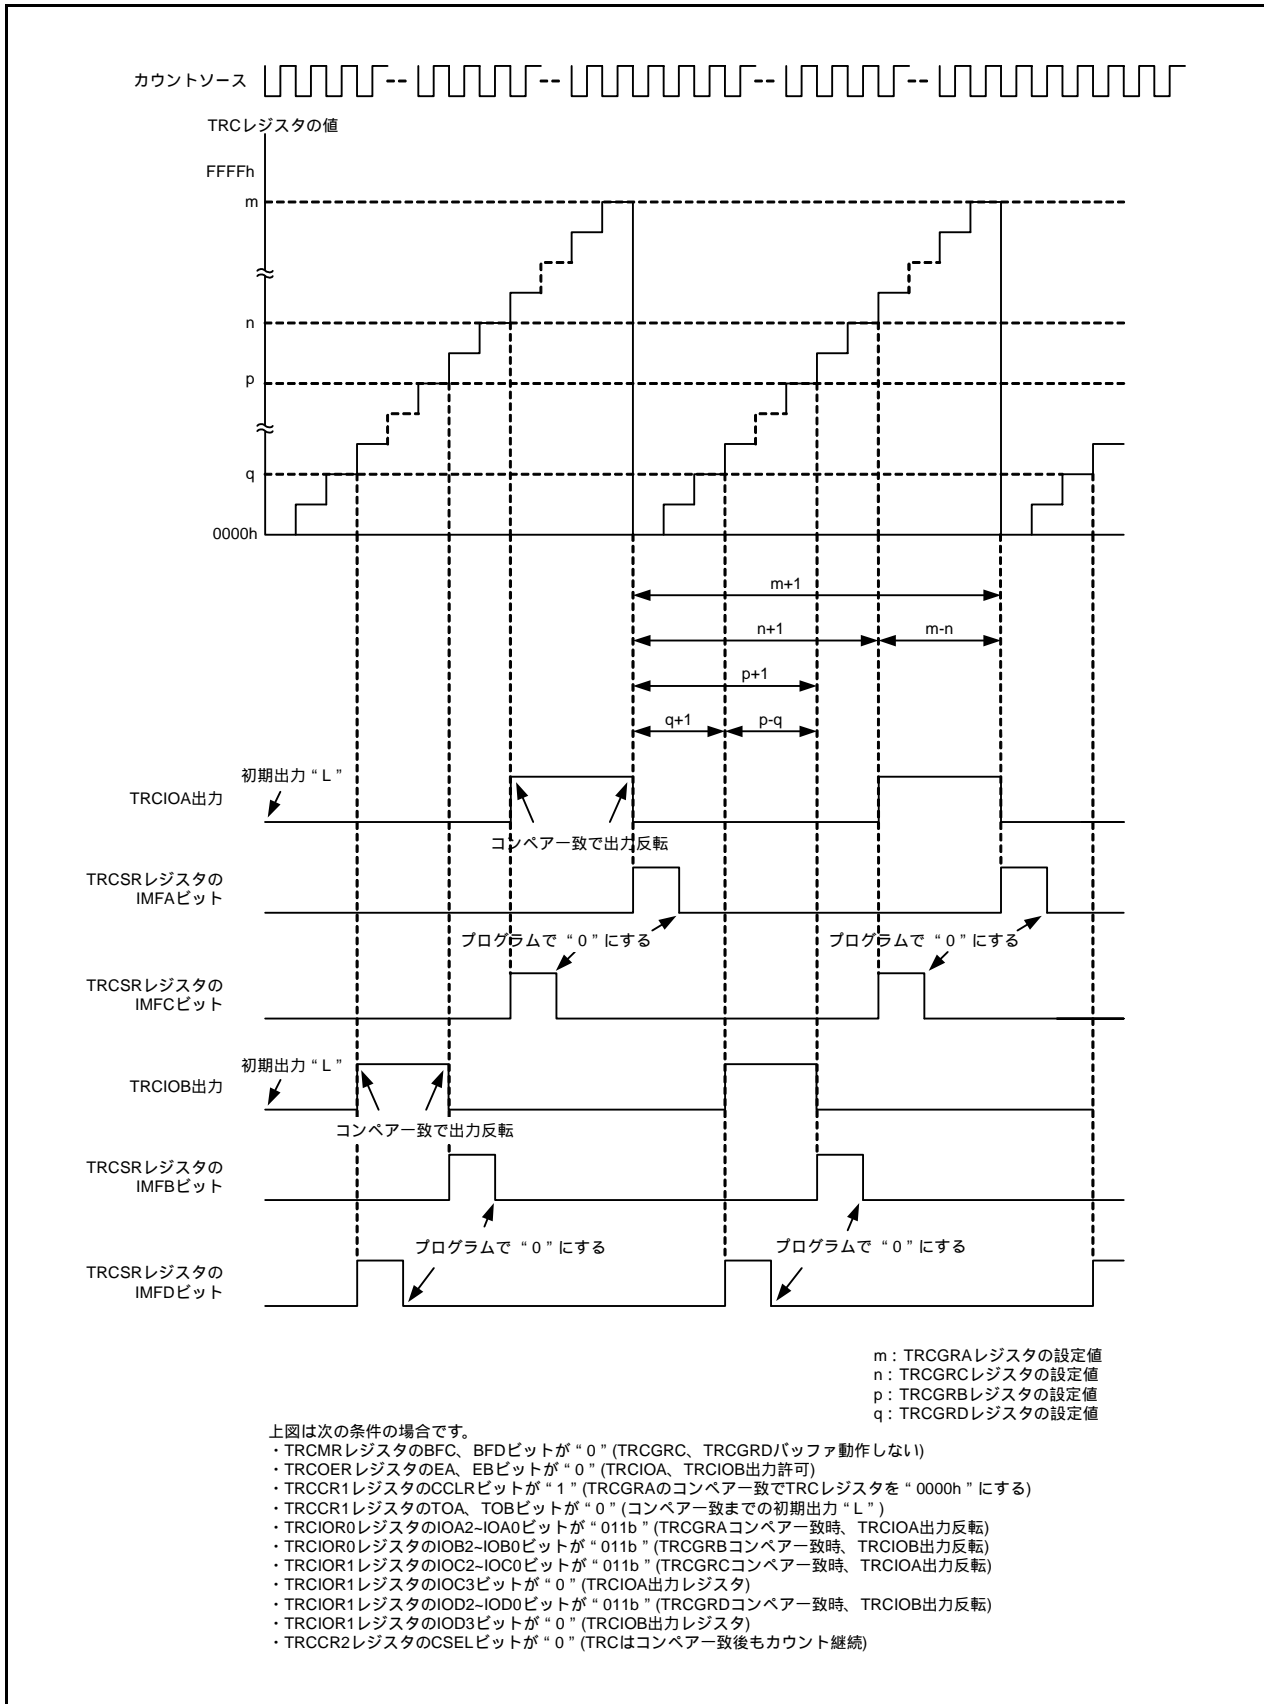 カウントソース
TRCレジスタの値
FFFFh
m
n
p
q
0000h
m+1
n+1
m-n
p+1
q+1
p-q
初期出力“L”
TRCIOA出力
コンペア一致で出力反転
TRCSRレジスタの
IMFAビット
プログラムで“0”にする
プログラムで“0”にする
TRCSRレジスタの
IMFCビット
初期出力“L”
TRCIOB出力
コンペア一致で出力反転
TRCSRレジスタの
IMFBビット
プログラムで“0”にする
プログラムで“0”にする
TRCSRレジスタの
IMFDビット
m：TRCGRAレジスタの設定値
n：TRCGRCレジスタの設定値
p：TRCGRBレジスタの設定値
q：TRCGRDレジスタの設定値
上図は次の条件の場合です。
・TRCMRレジスタのBFC、BFDビットが“0”(TRCGRC、TRCGRDバッファ動作しない)
・TRCOERレジスタのEA、EBビットが“0”(TRCIOA、TRCIOB出力許可)
・TRCCR1レジスタのCCLRビットが“1”(TRCGRAのコンペア一致でTRCレジスタを“0000h”にする)
・TRCCR1レジスタのTOA、TOBビットが“0”(コンペア一致までの初期出力“L”)
・TRCIOR0レジスタのIOA2~IOA0ビットが“011b”(TRCGRAコンペア一致時、TRCIOA出力反転)
・TRCIOR0レジスタのIOB2~IOB0ビットが“011b”(TRCGRBコンペア一致時、TRCIOB出力反転)
・TRCIOR1レジスタのIOC2~IOC0ビットが“011b”(TRCGRCコンペア一致時、TRCIOA出力反転)
・TRCIOR1レジスタのIOC3ビットが“0”(TRCIOA出力レジスタ)
・TRCIOR1レジスタのIOD2~IOD0ビットが“011b”(TRCGRDコンペア一致時、TRCIOB出力反転)
・TRCIOR1レジスタのIOD3ビットが“0”(TRCIOB出力レジスタ)
・TRCCR2レジスタのCSELビットが“0”(TRCはコンペア一致後もカウント継続)